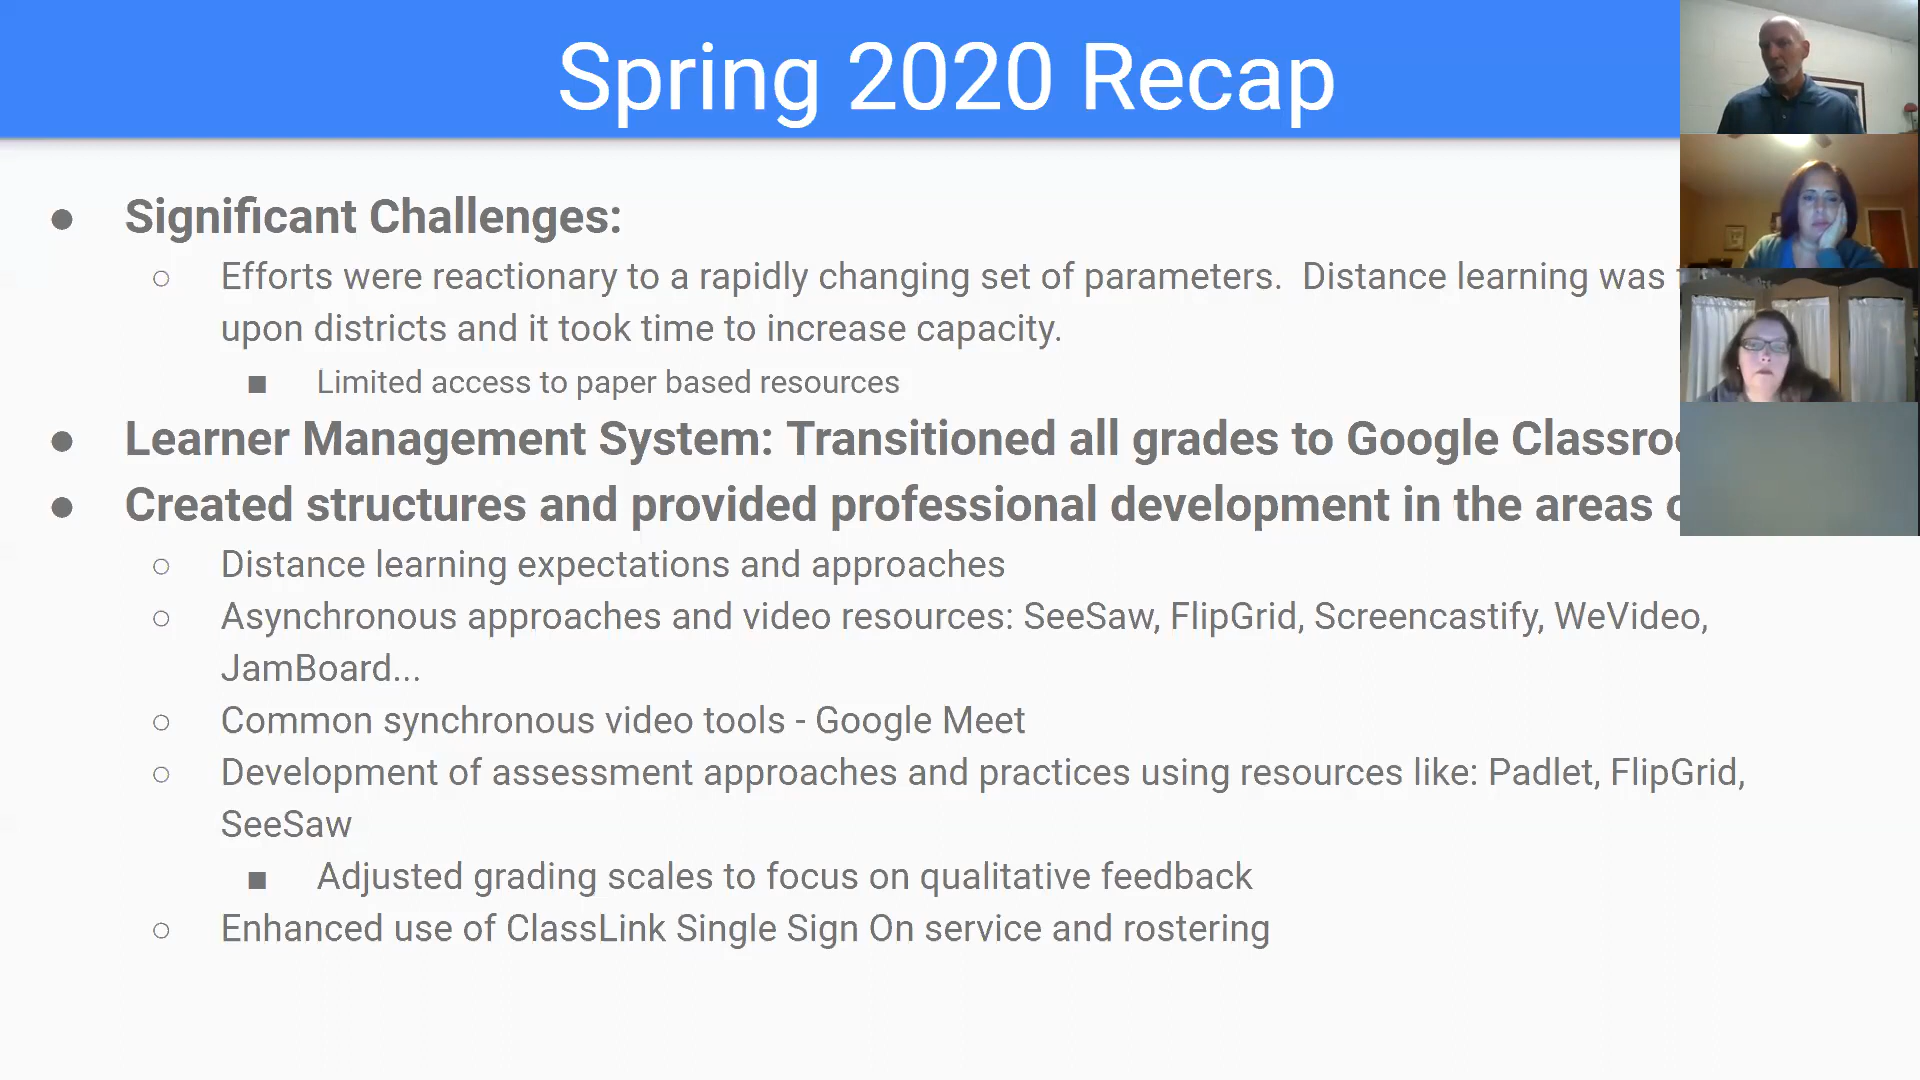 Spring 2020 Recap
● Significant Challenges:
○ Efforts were reactionary to a rapidly changing set of parameters.  Distance learning was
upon districts and it took time to increase capacity.
■ Limited access to paper based resources
● Learner Management System: Transitioned all grades to Google
● Created structures and provided professional development in the areas
○ Distance learning expectations and approaches
○ Asynchronous approaches and video resources: SeeSaw, FlipGrid, Screencastify, WeVideo,
JamBoard...
○ Common synchronous video tools - Google Meet
○ Development of assessment approaches and practices using resources like: Padlet, FlipGrid,
SeeSaw
■ Adjusted grading scales to focus on qualitative feedback
○ Enhanced use of ClassLink Single Sign On service and rostering